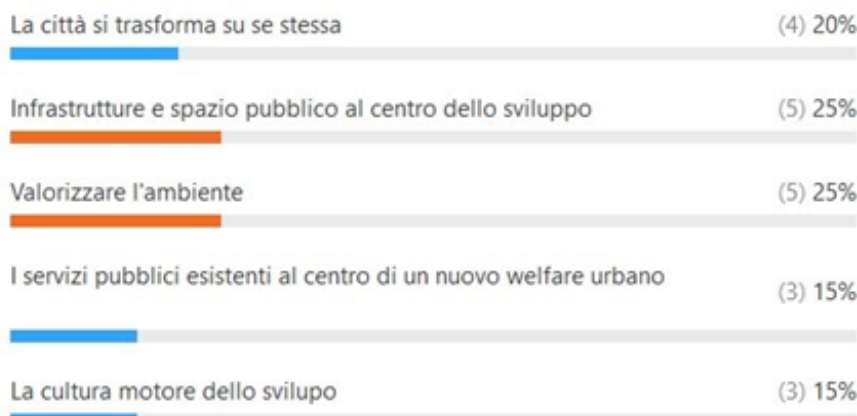 La città si trasforma su se stessa (4) 20%
Infrastrutture e spazio pubblico al centro dello sviluppo (5) 25%
Valorizzare l'ambiente (5) 25%
I servizi pubblici esistenti al centro di un nuovo welfare urbano (3) 15%
La cultura motore dello svilupo (3) 15%